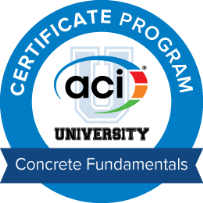 CERTIFICATE PROGRAM
U
aci®
UNIVERSITY
Concrete Fundamentals